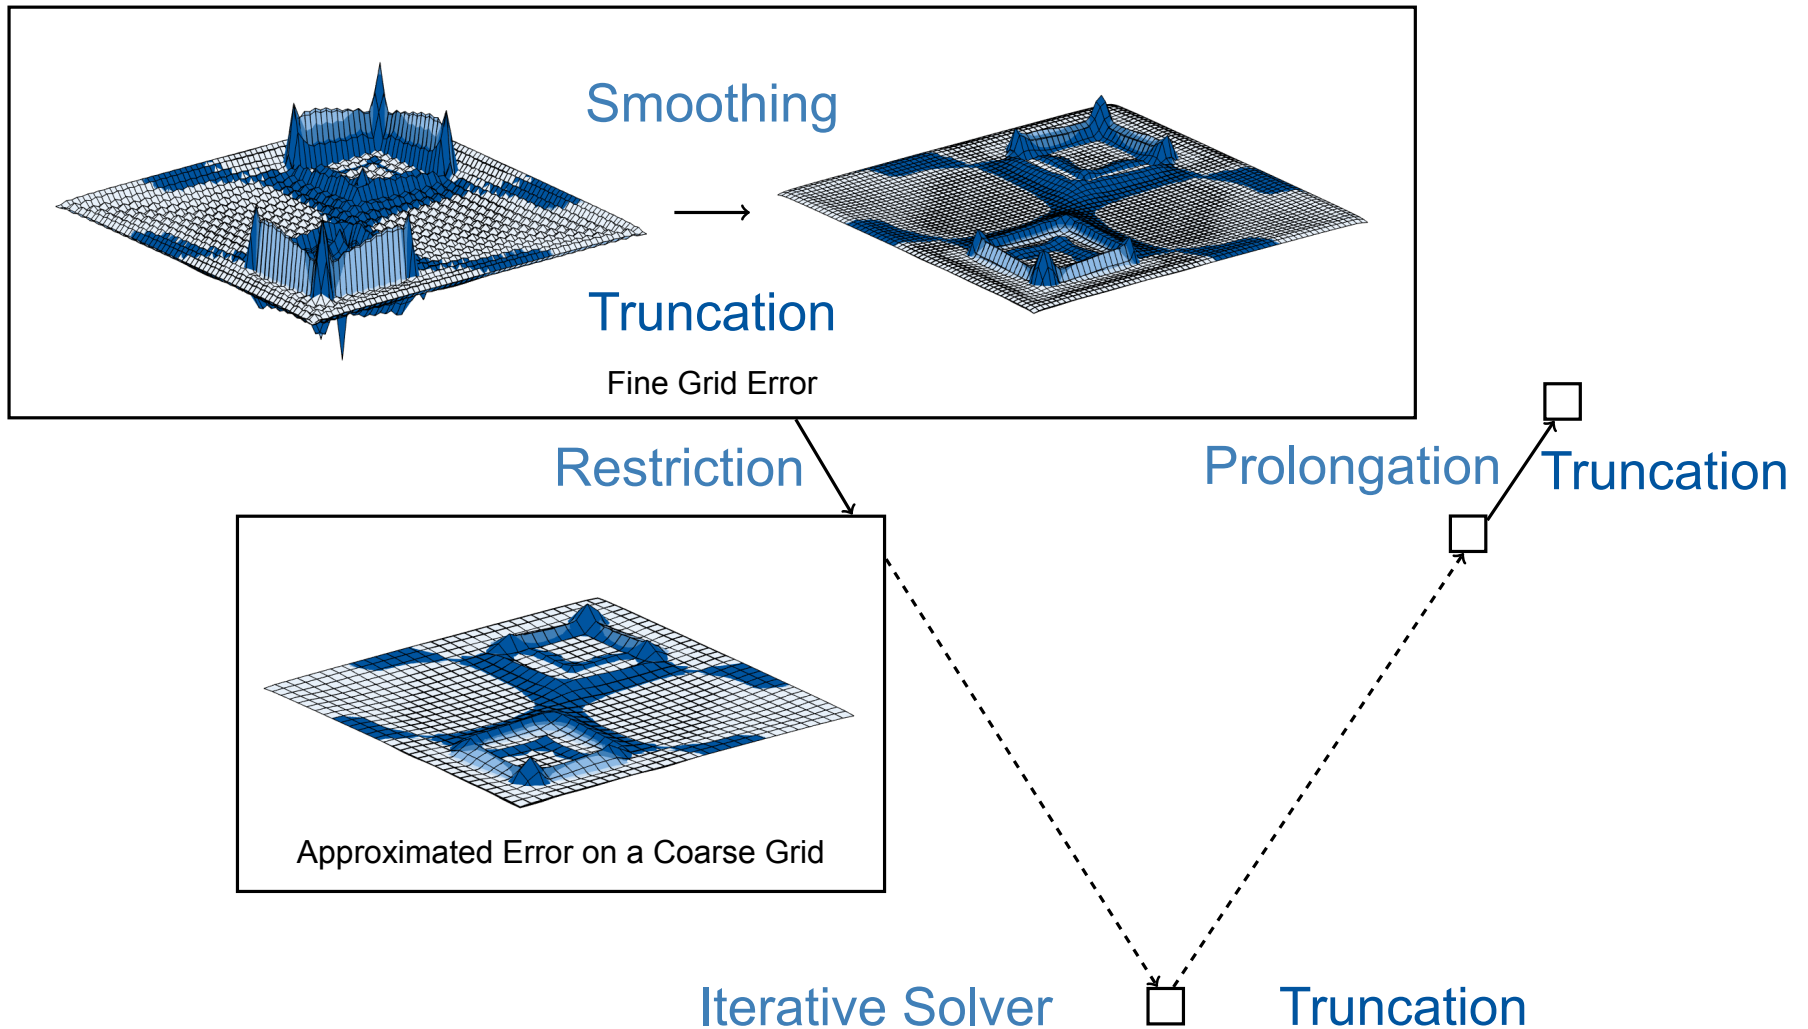 Smoothing
Truncation
Fine Grid Error
Restriction
Prolongation
Truncation
Approximated Error on a Coarse Grid
Iterative Solver
Truncation